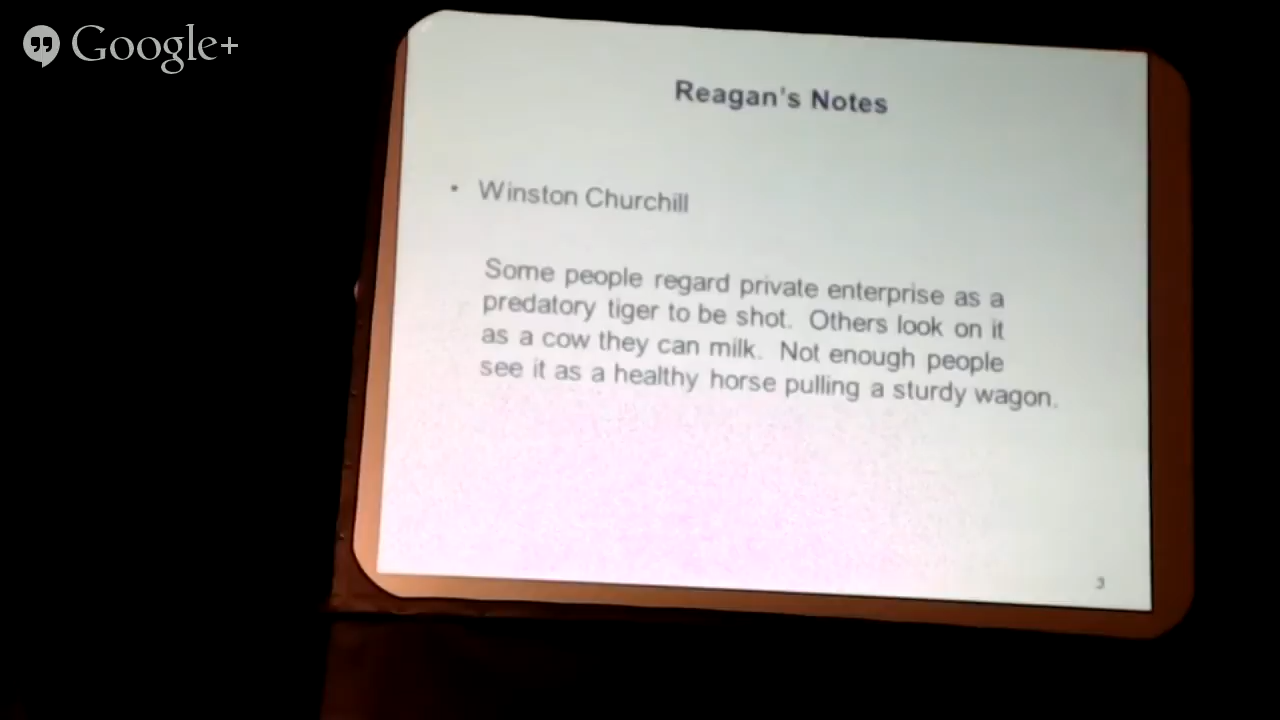 Google+
Reagan's Notes
• Winston Churchill
Some people regard private enterprise as a
predatory tiger to be shot. Others look on it
as a cow they can milk. Not enough people
see it as a healthy horse pulling a sturdy wagon.
3